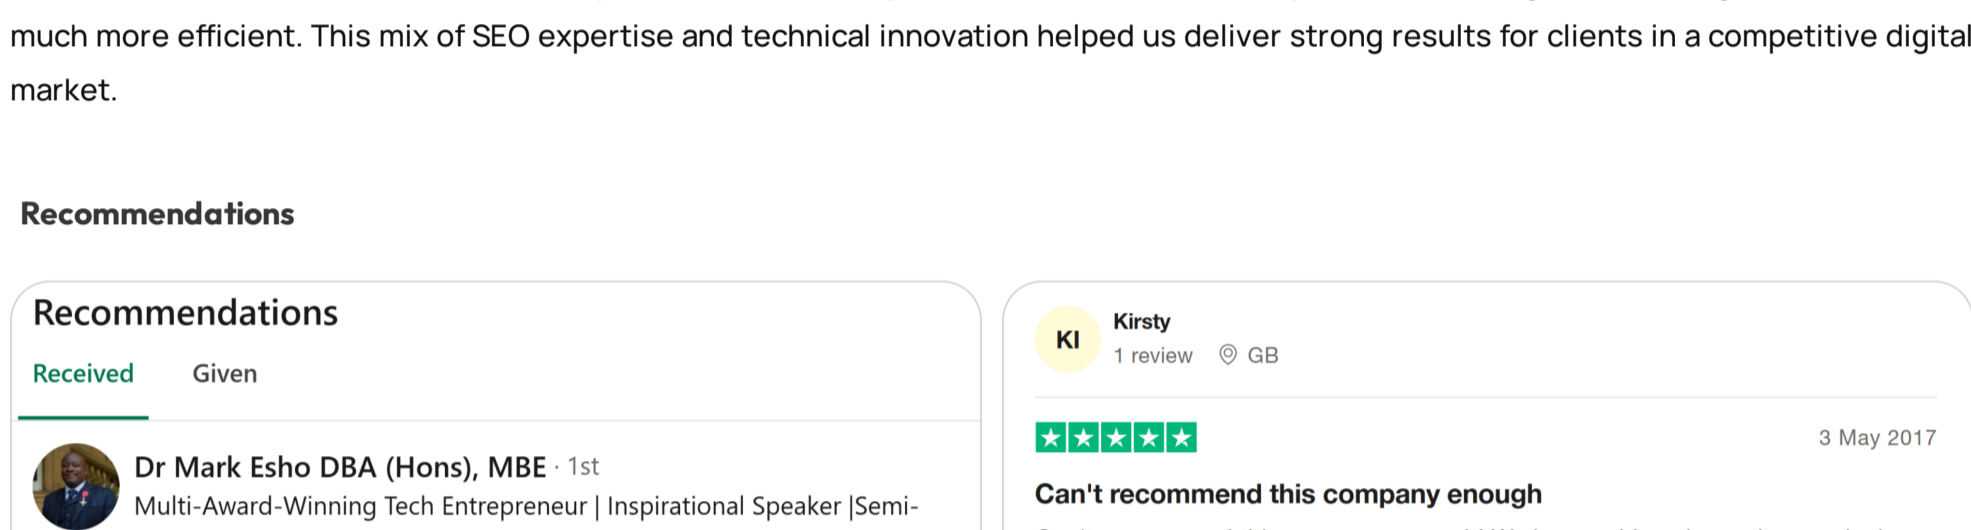 much more efficient. This mix of SEO expertise and technical innovation helped us deliver strong results for clients in a competitive digital
market.
Recommendations
Recommendations
Received Given
Dr Mark Esho DBA (Hons), MBE · 1st
Multi-Award-Winning Tech Entrepreneur | Inspirational Speaker |Semi-
KI
Kirsty
1 review GB
3 May 2017
Can't recommend this company enough